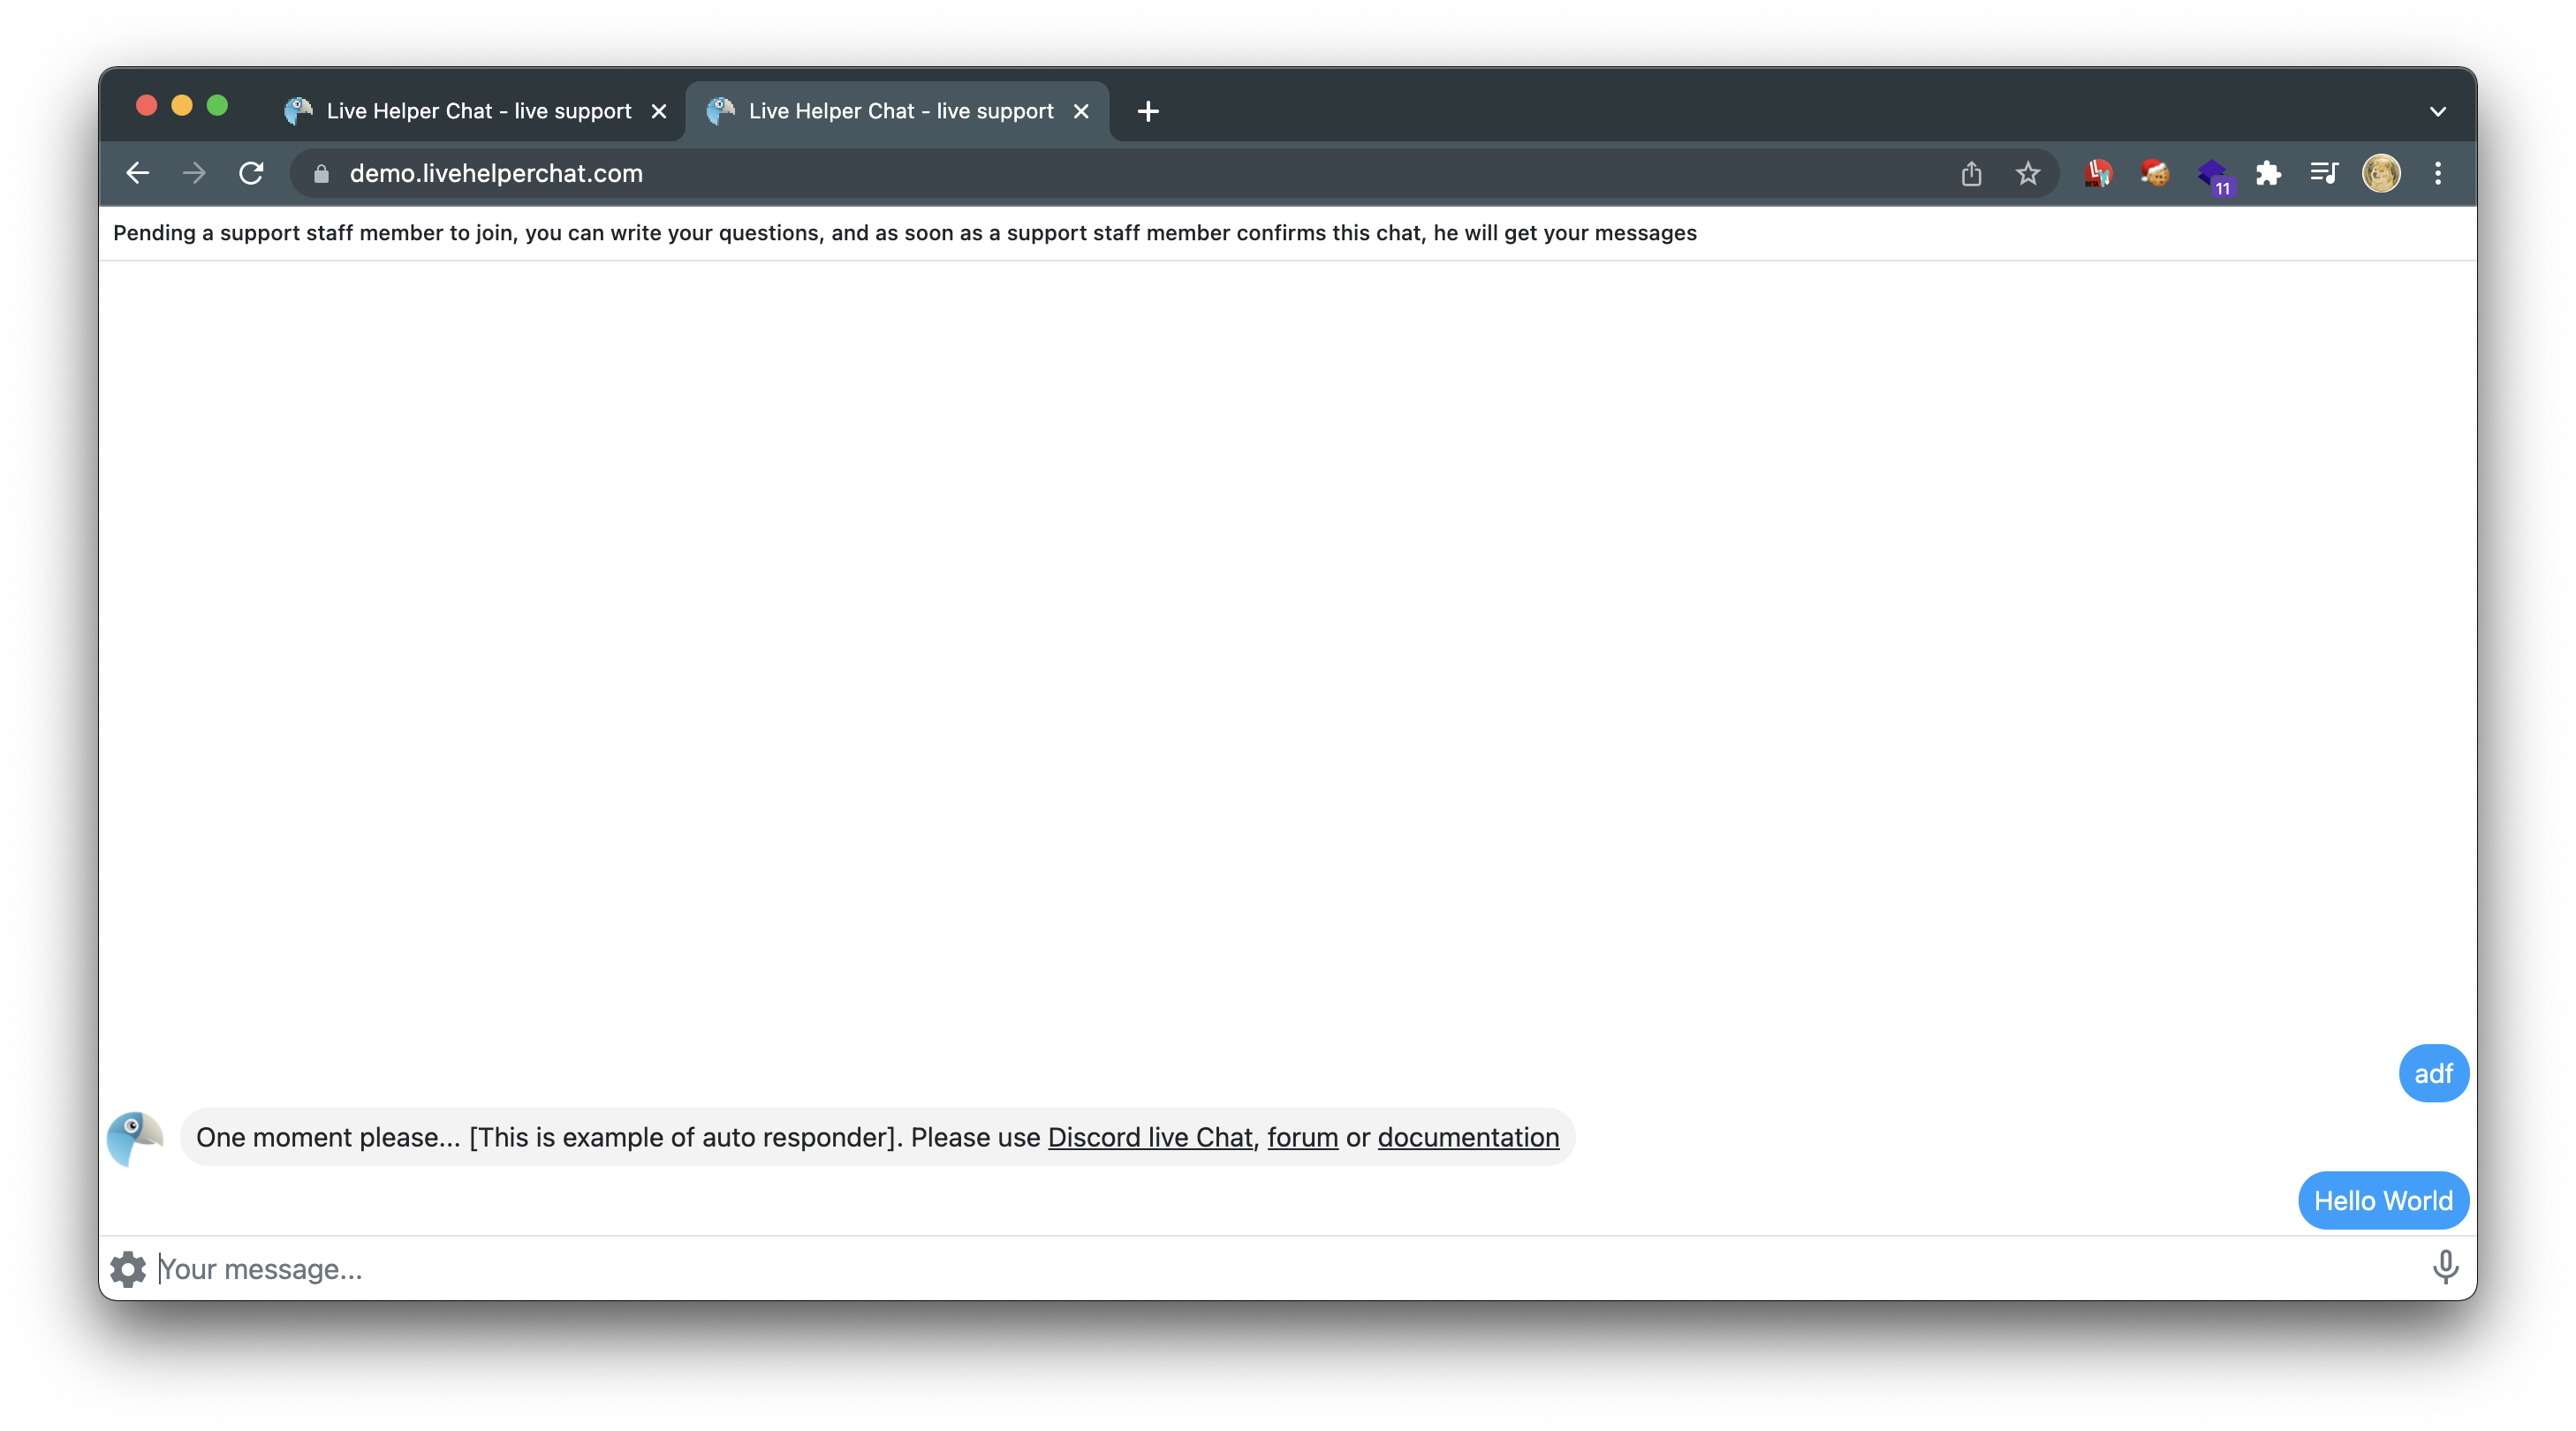 Live Helper Chat - live support
Live Helper Chat - live support
demo.livehelperchat.com
BETA
11
Pending a support staff member to join, you can write your questions, and as soon as a support staff member confirms this chat, he will get your messages
adf
One moment please... [This is example of auto responder]. Please use Discord live Chat, forum or documentation
Hello World
Your message...